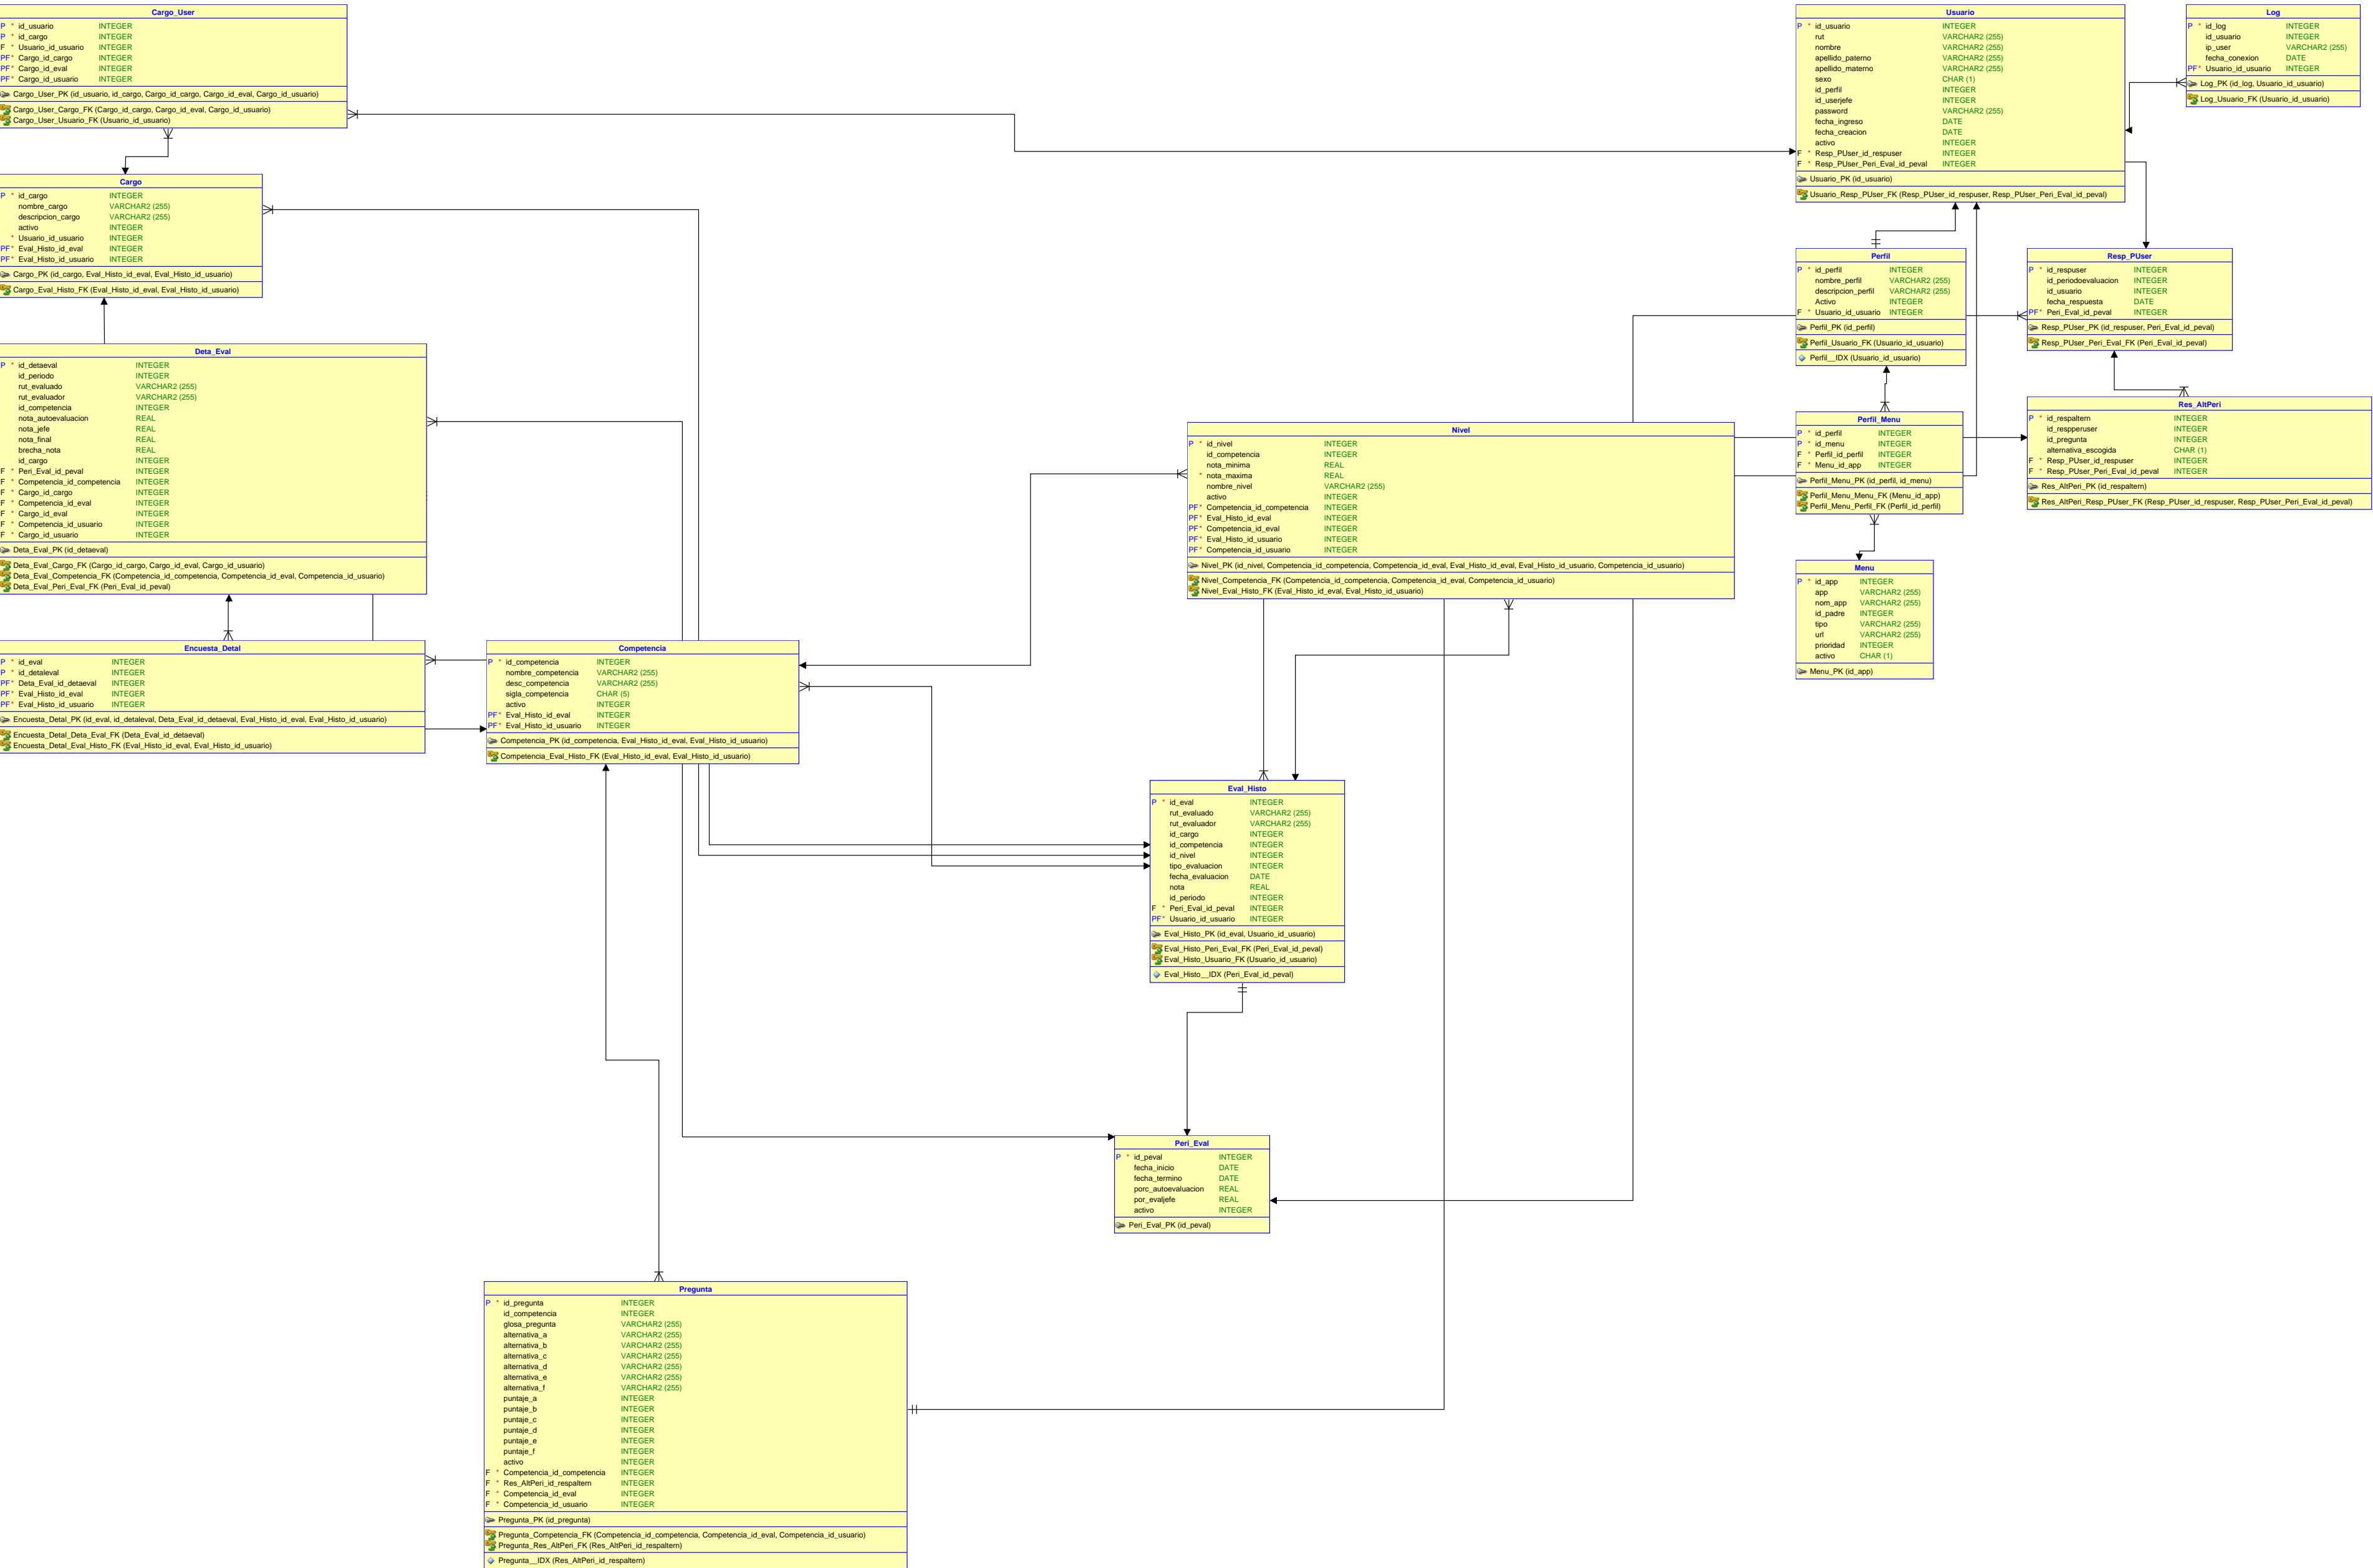 Cargo_User
P * id_usuario INTEGER
P * id_cargo INTEGER
F * Usuario_id_usuario INTEGER
PF* Cargo_id_cargo INTEGER
PF* Cargo_id_eval INTEGER
PF* Cargo_id_usuario INTEGER
Cargo_User_PK (id_usuario, id_cargo, Cargo_id_cargo, Cargo_id_eval, Cargo_id_usuario)
Cargo_User_Cargo_FK (Cargo_id_cargo, Cargo_id_eval, Cargo_id_usuario)
Cargo_User_Usuario_FK (Usuario_id_usuario)
Usuario
P * id_usuario INTEGER
rut VARCHAR2 (255)
nombre VARCHAR2 (255)
apellido_paterno VARCHAR2 (255)
apellido_materno VARCHAR2 (255)
sexo CHAR (1)
id_perfil INTEGER
id_userjefe INTEGER
password VARCHAR2 (255)
fecha_ingreso DATE
fecha_creacion DATE
activo INTEGER
F * Resp_PUser_id_respuser INTEGER
F * Resp_PUser_Peri_Eval_id_peval INTEGER
Usuario_PK (id_usuario)
Usuario_Resp_PUser_FK (Resp_PUser_id_respuser, Resp_PUser_Peri_Eval_id_peval)
Log
P * id_log INTEGER
id_usuario INTEGER
ip_user VARCHAR2 (255)
fecha_conexion DATE
PF* Usuario_id_usuario INTEGER
Log_PK (id_log, Usuario_id_usuario)
Log_Usuario_FK (Usuario_id_usuario)
Cargo
P * id_cargo INTEGER
nombre_cargo VARCHAR2 (255)
descripcion_cargo VARCHAR2 (255)
activo INTEGER
* Usuario_id_usuario INTEGER
PF* Eval_Histo_id_eval INTEGER
PF* Eval_Histo_id_usuario INTEGER
Cargo_PK (id_cargo, Eval_Histo_id_eval, Eval_Histo_id_usuario)
Cargo_Eval_Histo_FK (Eval_Histo_id_eval, Eval_Histo_id_usuario)
Perfil
P * id_perfil INTEGER
nombre_perfil VARCHAR2 (255)
descripcion_perfil VARCHAR2 (255)
Activo INTEGER
F * Usuario_id_usuario INTEGER
Perfil_PK (id_perfil)
Perfil_Usuario_FK (Usuario_id_usuario)
Perfil__IDX (Usuario_id_usuario)
Resp_PUser
P * id_respuser INTEGER
id_periodoevaluacion INTEGER
id_usuario INTEGER
fecha_respuesta DATE
PF* Peri_Eval_id_peval INTEGER
Resp_PUser_PK (id_respuser, Peri_Eval_id_peval)
Resp_PUser_Peri_Eval_FK (Peri_Eval_id_peval)
Deta_Eval
P * id_detaeval INTEGER
id_periodo INTEGER
rut_evaluado VARCHAR2 (255)
rut_evaluador VARCHAR2 (255)
id_competencia INTEGER
nota_autoevaluacion REAL
nota_jefe REAL
nota_final REAL
brecha_nota REAL
id_cargo INTEGER
F * Peri_Eval_id_peval INTEGER
F * Competencia_id_competencia INTEGER
F * Cargo_id_cargo INTEGER
F * Competencia_id_eval INTEGER
F * Cargo_id_eval INTEGER
F * Competencia_id_usuario INTEGER
F * Cargo_id_usuario INTEGER
Deta_Eval_PK (id_detaeval)
Deta_Eval_Cargo_FK (Cargo_id_cargo, Cargo_id_eval, Cargo_id_usuario)
Deta_Eval_Competencia_FK (Competencia_id_competencia, Competencia_id_eval, Competencia_id_usuario)
Deta_Eval_Peri_Eval_FK (Peri_Eval_id_peval)
Nivel
P * id_nivel INTEGER
id_competencia INTEGER
nota_minima REAL
* nota_maxima REAL
nombre_nivel VARCHAR2 (255)
activo INTEGER
PF* Competencia_id_competencia INTEGER
PF* Eval_Histo_id_eval INTEGER
PF* Competencia_id_eval INTEGER
PF* Eval_Histo_id_usuario INTEGER
PF* Competencia_id_usuario INTEGER
Nivel_PK (id_nivel, Competencia_id_competencia, Competencia_id_eval, Eval_Histo_id_eval, Eval_Histo_id_usuario, Competencia_id_usuario)
Nivel_Competencia_FK (Competencia_id_competencia, Competencia_id_eval, Competencia_id_usuario)
Nivel_Eval_Histo_FK (Eval_Histo_id_eval, Eval_Histo_id_usuario)
Perfil_Menu
P * id_perfil INTEGER
P * id_menu INTEGER
F * Perfil_id_perfil INTEGER
F * Menu_id_app INTEGER
Perfil_Menu_PK (id_perfil, id_menu)
Perfil_Menu_Menu_FK (Menu_id_app)
Perfil_Menu_Perfil_FK (Perfil_id_perfil)
Res_AltPeri
P * id_respaltern INTEGER
id_respperuser INTEGER
id_pregunta INTEGER
alternativa_escogida CHAR (1)
F * Resp_PUser_id_respuser INTEGER
F * Resp_PUser_Peri_Eval_id_peval INTEGER
Res_AltPeri_PK (id_respaltern)
Res_AltPeri_Resp_PUser_FK (Resp_PUser_id_respuser, Resp_PUser_Peri_Eval_id_peval)
Menu
P * id_app INTEGER
app VARCHAR2 (255)
nom_app VARCHAR2 (255)
id_padre INTEGER
tipo VARCHAR2 (255)
url VARCHAR2 (255)
prioridad INTEGER
activo CHAR (1)
Menu_PK (id_app)
Encuesta_Detal
P * id_eval INTEGER
P * id_detaleval INTEGER
PF* Deta_Eval_id_detaeval INTEGER
PF* Eval_Histo_id_eval INTEGER
PF* Eval_Histo_id_usuario INTEGER
Encuesta_Detal_PK (id_eval, id_detaleval, Deta_Eval_id_detaeval, Eval_Histo_id_eval, Eval_Histo_id_usuario)
Encuesta_Detal_Deta_Eval_FK (Deta_Eval_id_detaeval)
Encuesta_Detal_Eval_Histo_FK (Eval_Histo_id_eval, Eval_Histo_id_usuario)
Competencia
P * id_competencia INTEGER
nombre_competencia VARCHAR2 (255)
desc_competencia VARCHAR2 (255)
sigla_competencia CHAR (5)
activo INTEGER
PF* Eval_Histo_id_eval INTEGER
PF* Eval_Histo_id_usuario INTEGER
Competencia_PK (id_competencia, Eval_Histo_id_eval, Eval_Histo_id_usuario)
Competencia_Eval_Histo_FK (Eval_Histo_id_eval, Eval_Histo_id_usuario)
Eval_Histo
P * id_eval INTEGER
rut_evaluado VARCHAR2 (255)
rut_evaluador VARCHAR2 (255)
id_cargo INTEGER
id_competencia INTEGER
id_nivel INTEGER
tipo_evaluacion INTEGER
fecha_evaluacion DATE
nota REAL
id_periodo INTEGER
F * Peri_Eval_id_peval INTEGER
PF* Usuario_id_usuario INTEGER
Eval_Histo_PK (id_eval, Usuario_id_usuario)
Eval_Histo_Peri_Eval_FK (Peri_Eval_id_peval)
Eval_Histo_Usuario_FK (Usuario_id_usuario)
Eval_Histo__IDX (Peri_Eval_id_peval)
Peri_Eval
P * id_peval INTEGER
fecha_inicio DATE
fecha_termino DATE
porc_autoevaluacion REAL
por_evaljefe REAL
activo INTEGER
Peri_Eval_PK (id_peval)
Pregunta
P * id_pregunta INTEGER
id_competencia INTEGER
glosa_pregunta VARCHAR2 (255)
alternativa_a VARCHAR2 (255)
alternativa_b VARCHAR2 (255)
alternativa_c VARCHAR2 (255)
alternativa_d VARCHAR2 (255)
alternativa_e VARCHAR2 (255)
alternativa_f VARCHAR2 (255)
puntaje_a INTEGER
puntaje_b INTEGER
puntaje_c INTEGER
puntaje_d INTEGER
puntaje_e INTEGER
puntaje_f INTEGER
activo INTEGER
F * Competencia_id_competencia INTEGER
F * Res_AltPeri_id_respaltern INTEGER
F * Competencia_id_eval INTEGER
F * Competencia_id_usuario INTEGER
Pregunta_PK (id_pregunta)
Pregunta_Competencia_FK (Competencia_id_competencia, Competencia_id_eval, Competencia_id_usuario)
Pregunta_Res_AltPeri_FK (Res_AltPeri_id_respaltern)
Pregunta__IDX (Res_AltPeri_id_respaltern)